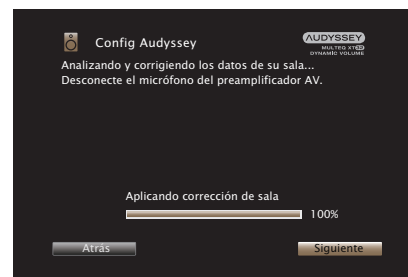 Config Audyssey
AUDYSSEY
MULTEQ XT32
DYNAMIC VOLUME
Analizando y corrigiendo los datos de su sala...
Desconecte el micrófono del preamplificador AV.
Aplicando corrección de sala
100%
Atrás
Siguiente